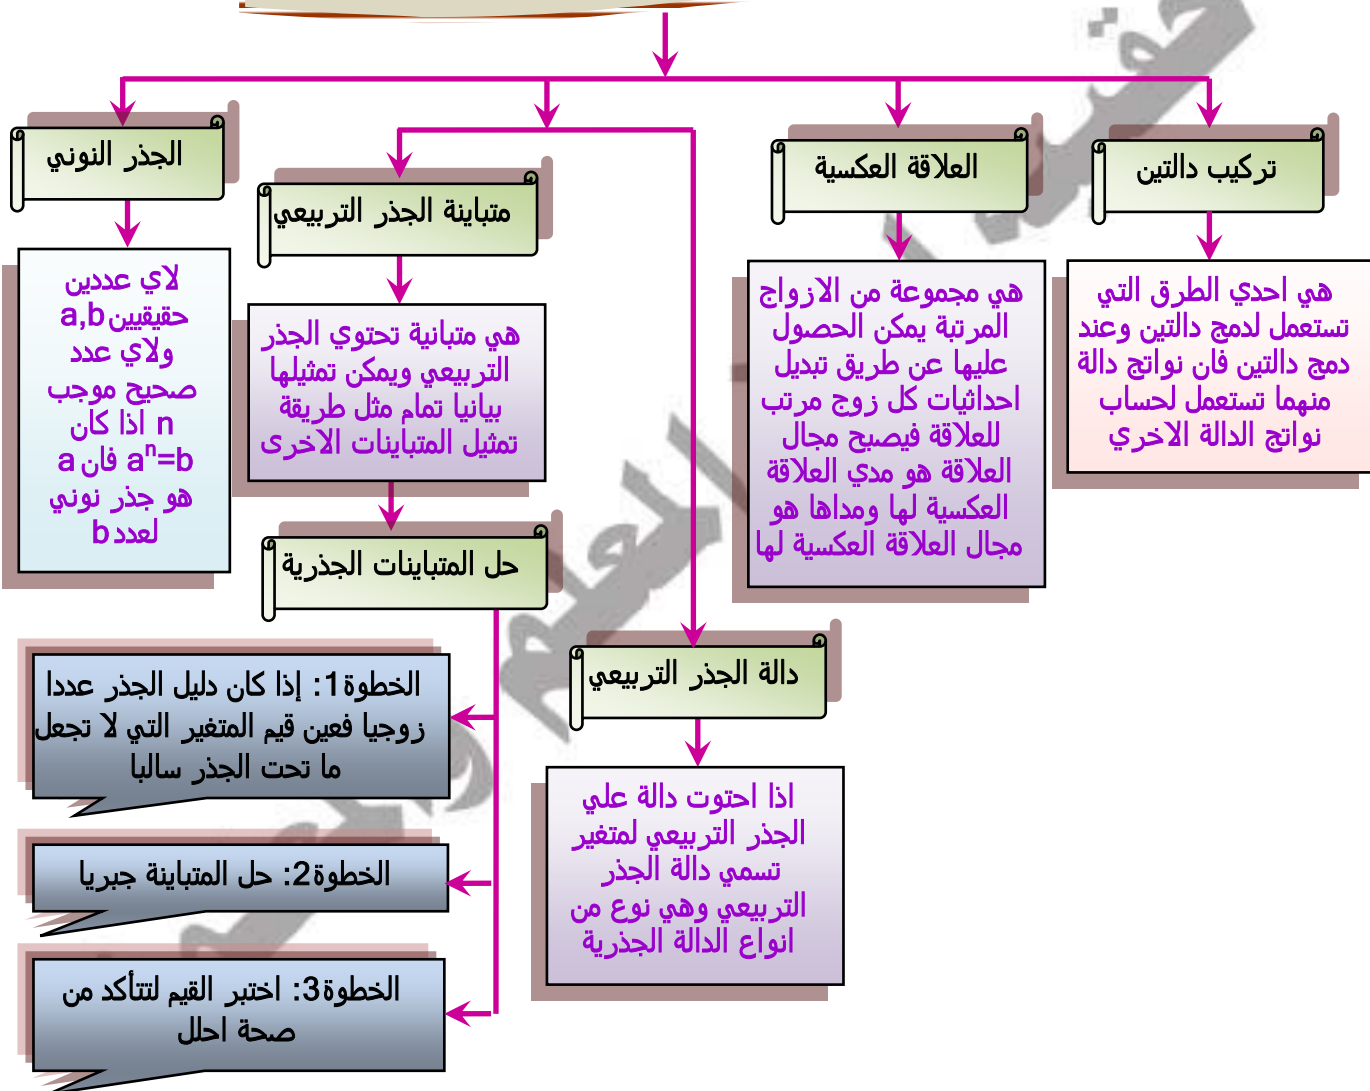 تركيب دالتين
هي احدي الطرق التي
تستعمل لدمج دالتين وعند
دمج دالتين فان نواتج دالة
منهما تستعمل لحساب
نواتج الدالة الاخري
العلاقة العكسية
هي مجموعة من الازواج
المرتبة يمكن الحصول
عليها عن طريق تبديل
احداثيات كل زوج مرتب
للعلاقة فيصبح مجال
العلاقة هو مدي العلاقة
العكسية لها ومداها هو
مجال العلاقة العكسية لها
متباينة الجذر التربيعي
هي متبانية تحتوي الجذر
التربيعي ويمكن تمثيلها
بيانيا تمام مثل طريقة
تمثيل المتباينات الاخرى
حل المتباينات الجذرية
الخطوة1: إذا كان دليل الجذر عددا
زوجيا فعين قيم المتغير التي لا تجعل
ما تحت الجذر سالبا
الخطوة2: حل المتباينة جبريا
الخطوة3: اختبر القيم لتتأكد من
صحة احلل
دالة الجذر التربيعي
اذا احتوت دالة علي
الجذر التربيعي لمتغير
تسمي دالة الجذر
التربيعي وهي نوع من
انواع الدالة الجذرية
الجذر النوني
لاي عددين
حقيقيين a,b
ولاي عدد
صحيح موجب
n اذا كان
aⁿ=b فان a
هو جذر نوني
لعدد b